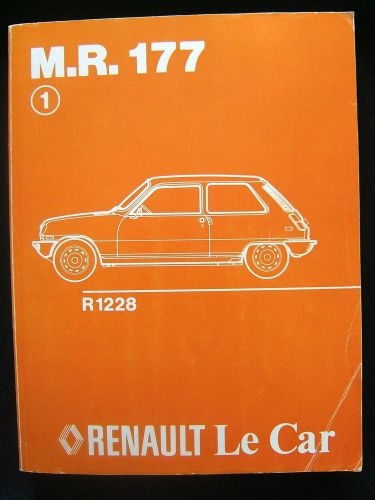 M.R. 177
1
R1228
RENAULT Le Car